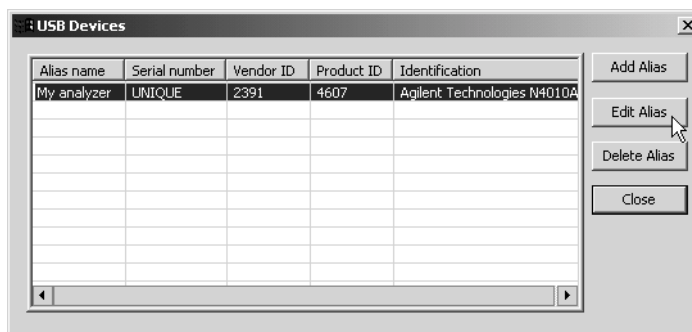 USB Devices
Alias name Serial number Vendor ID Product ID Identification
My analyzer UNIQUE 2391 4607 Agilent Technologies N4010A
Add Alias
Edit Alias
Delete Alias
Close